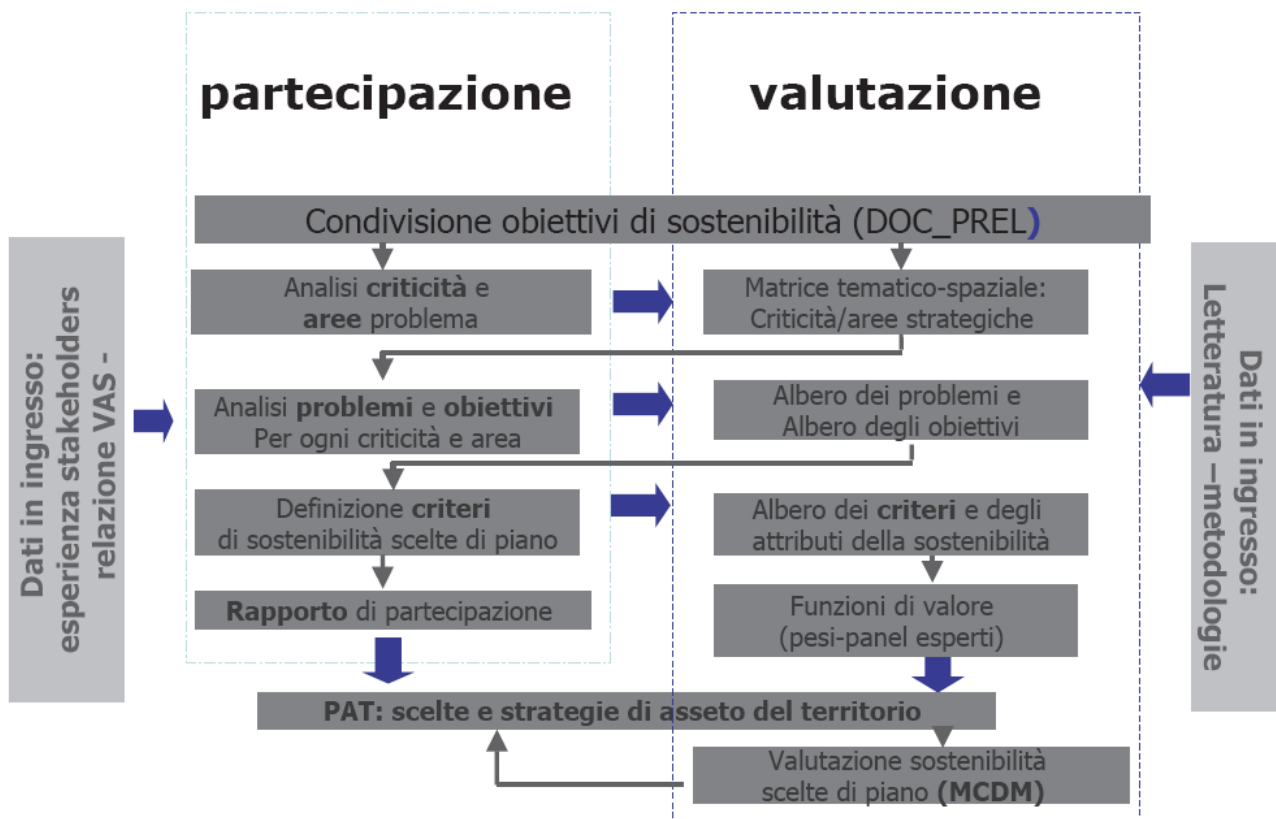 partecipazione
valutazione
Condivisione obiettivi di sostenibilità (DOC_PREL)
Analisi criticità e
aree problema
Matrice tematico-spaziale:
Criticità/aree strategiche
Analisi problemi e obiettivi
Per ogni criticità e area
Albero dei problemi e
Albero degli obiettivi
Definizione criteri
di sostenibilità scelte di piano
Albero dei criteri e degli
attributi della sostenibilità
Rapporto di partecipazione
Funzioni di valore
(pesi-panel esperti)
PAT: scelte e strategie di asseto del territorio
Valutazione sostenibilità
scelte di piano (MCDM)
Dati in ingresso:
esperienza stakeholders
relazione VAS -
Dati in ingresso:
Letteratura –metodologie